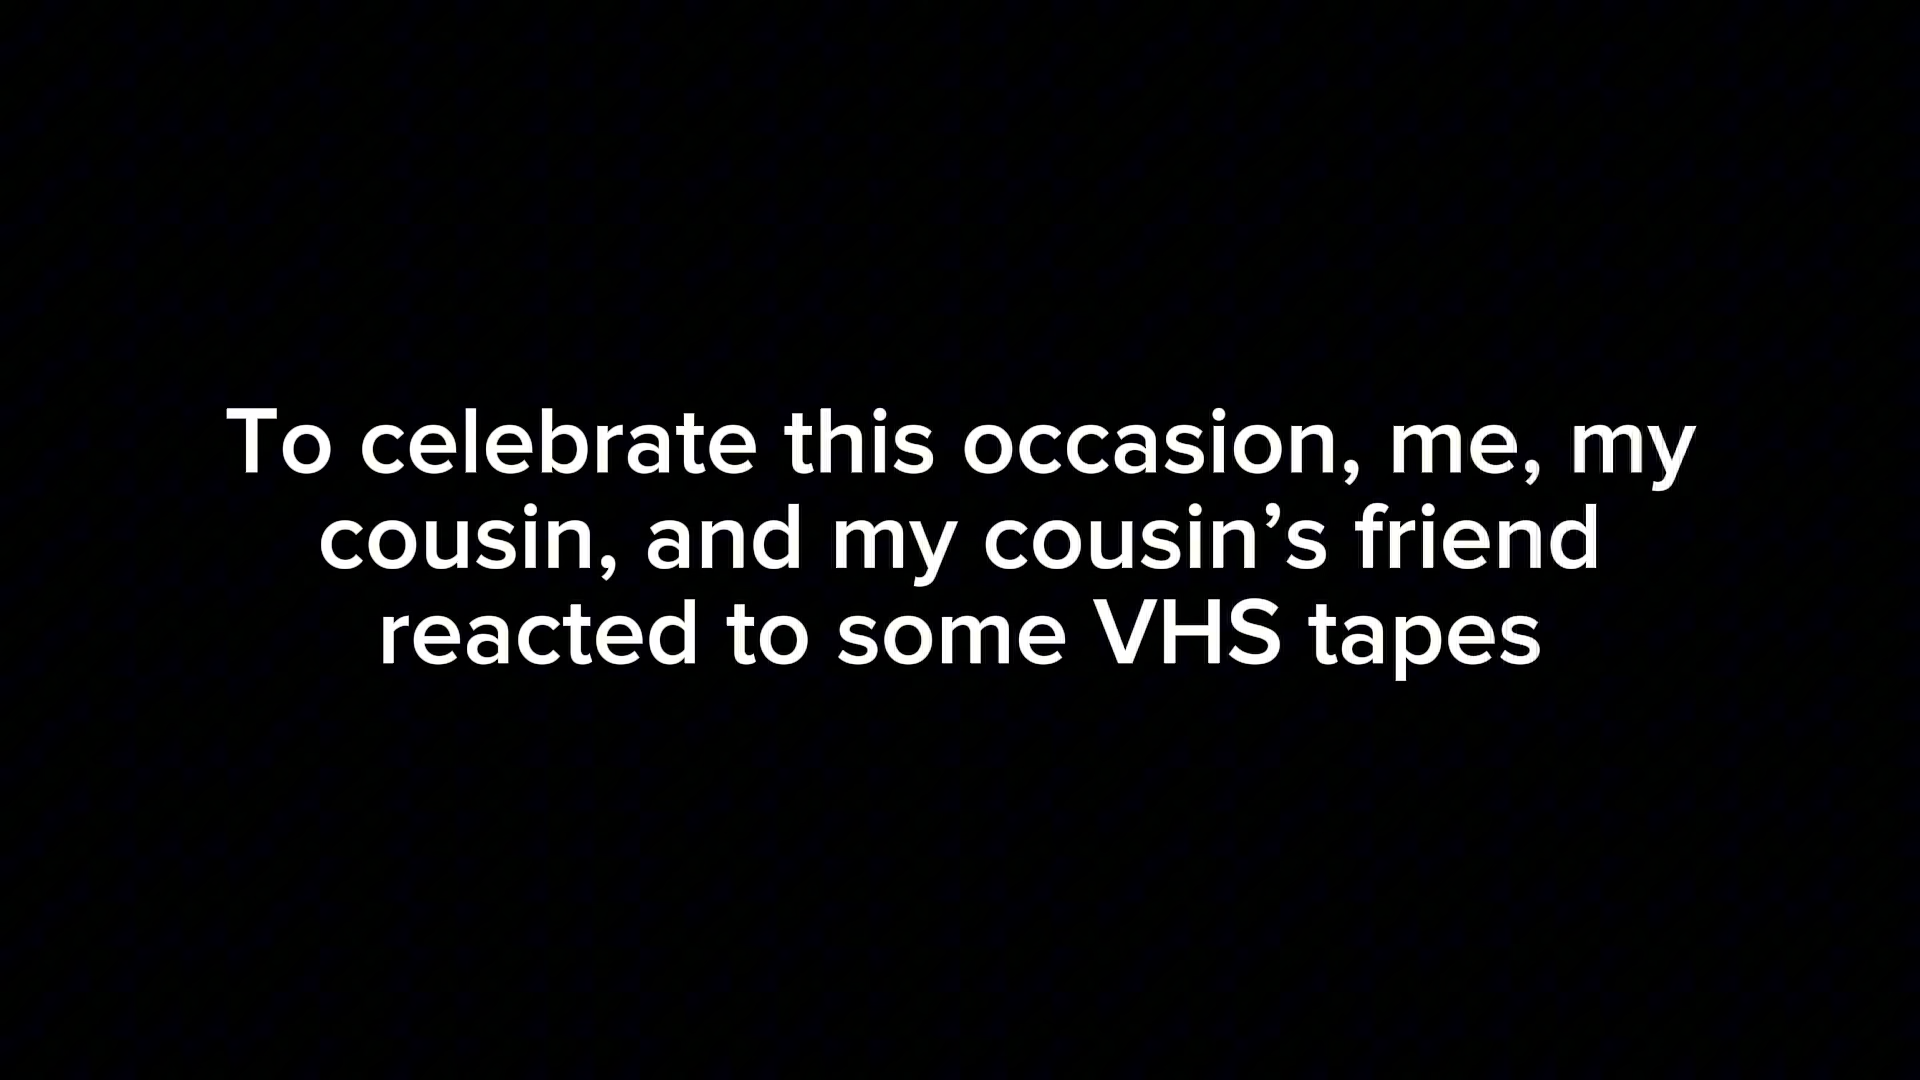 To celebrate this occasion, me, my
cousin, and my cousin’s friend
reacted to some VHS tapes